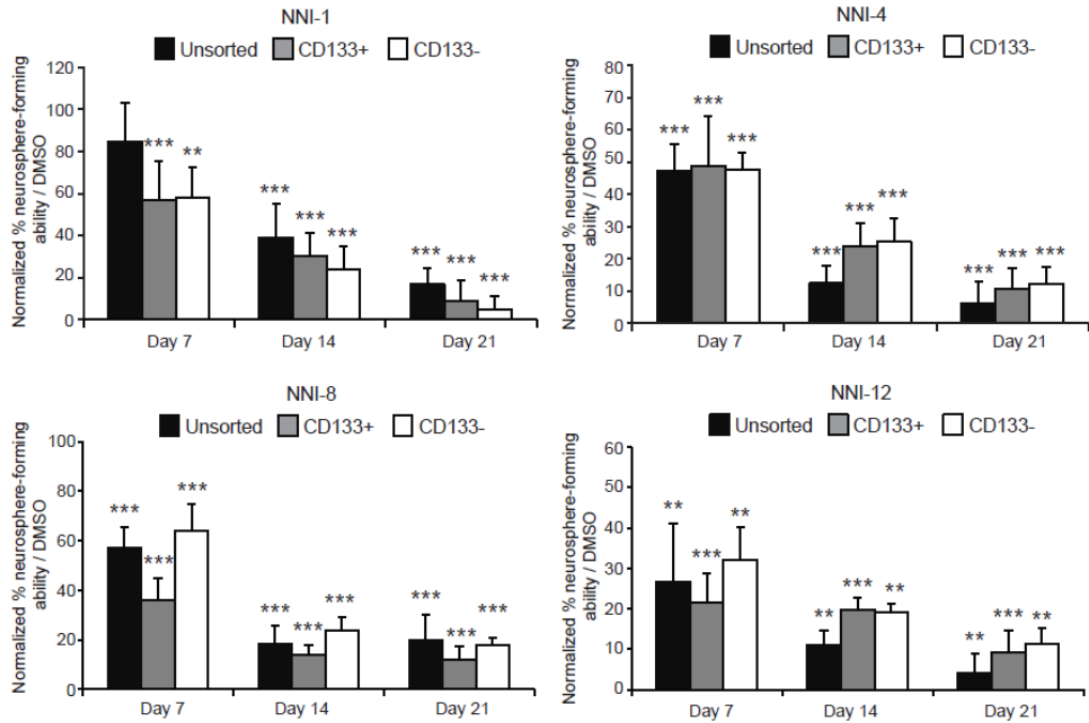 NNI-1
Unsorted CD133+ CD133-
Normalized % neurosphere-forming
ability / DMSO
120
100
80
60
40
20
0
*** **
*** *** ***
*** *** ***
Day 7 Day 14 Day 21
NNI-4
Unsorted CD133+ CD133-
Normalized % neurosphere-forming
ability / DMSO
80
70
60
50
40
30
20
10
0
*** *** ***
*** *** ***
*** *** ***
Day 7 Day 14 Day 21
NNI-8
Unsorted CD133+ CD133-
Normalized % neurosphere-forming
ability / DMSO
100
80
60
40
20
0
*** *** ***
*** *** ***
*** *** ***
Day 7 Day 14 Day 21
NNI-12
Unsorted CD133+ CD133-
Normalized % neurosphere-forming
ability / DMSO
60
50
40
30
20
10
0
** *** **
** *** **
** *** **
Day 7 Day 14 Day 21